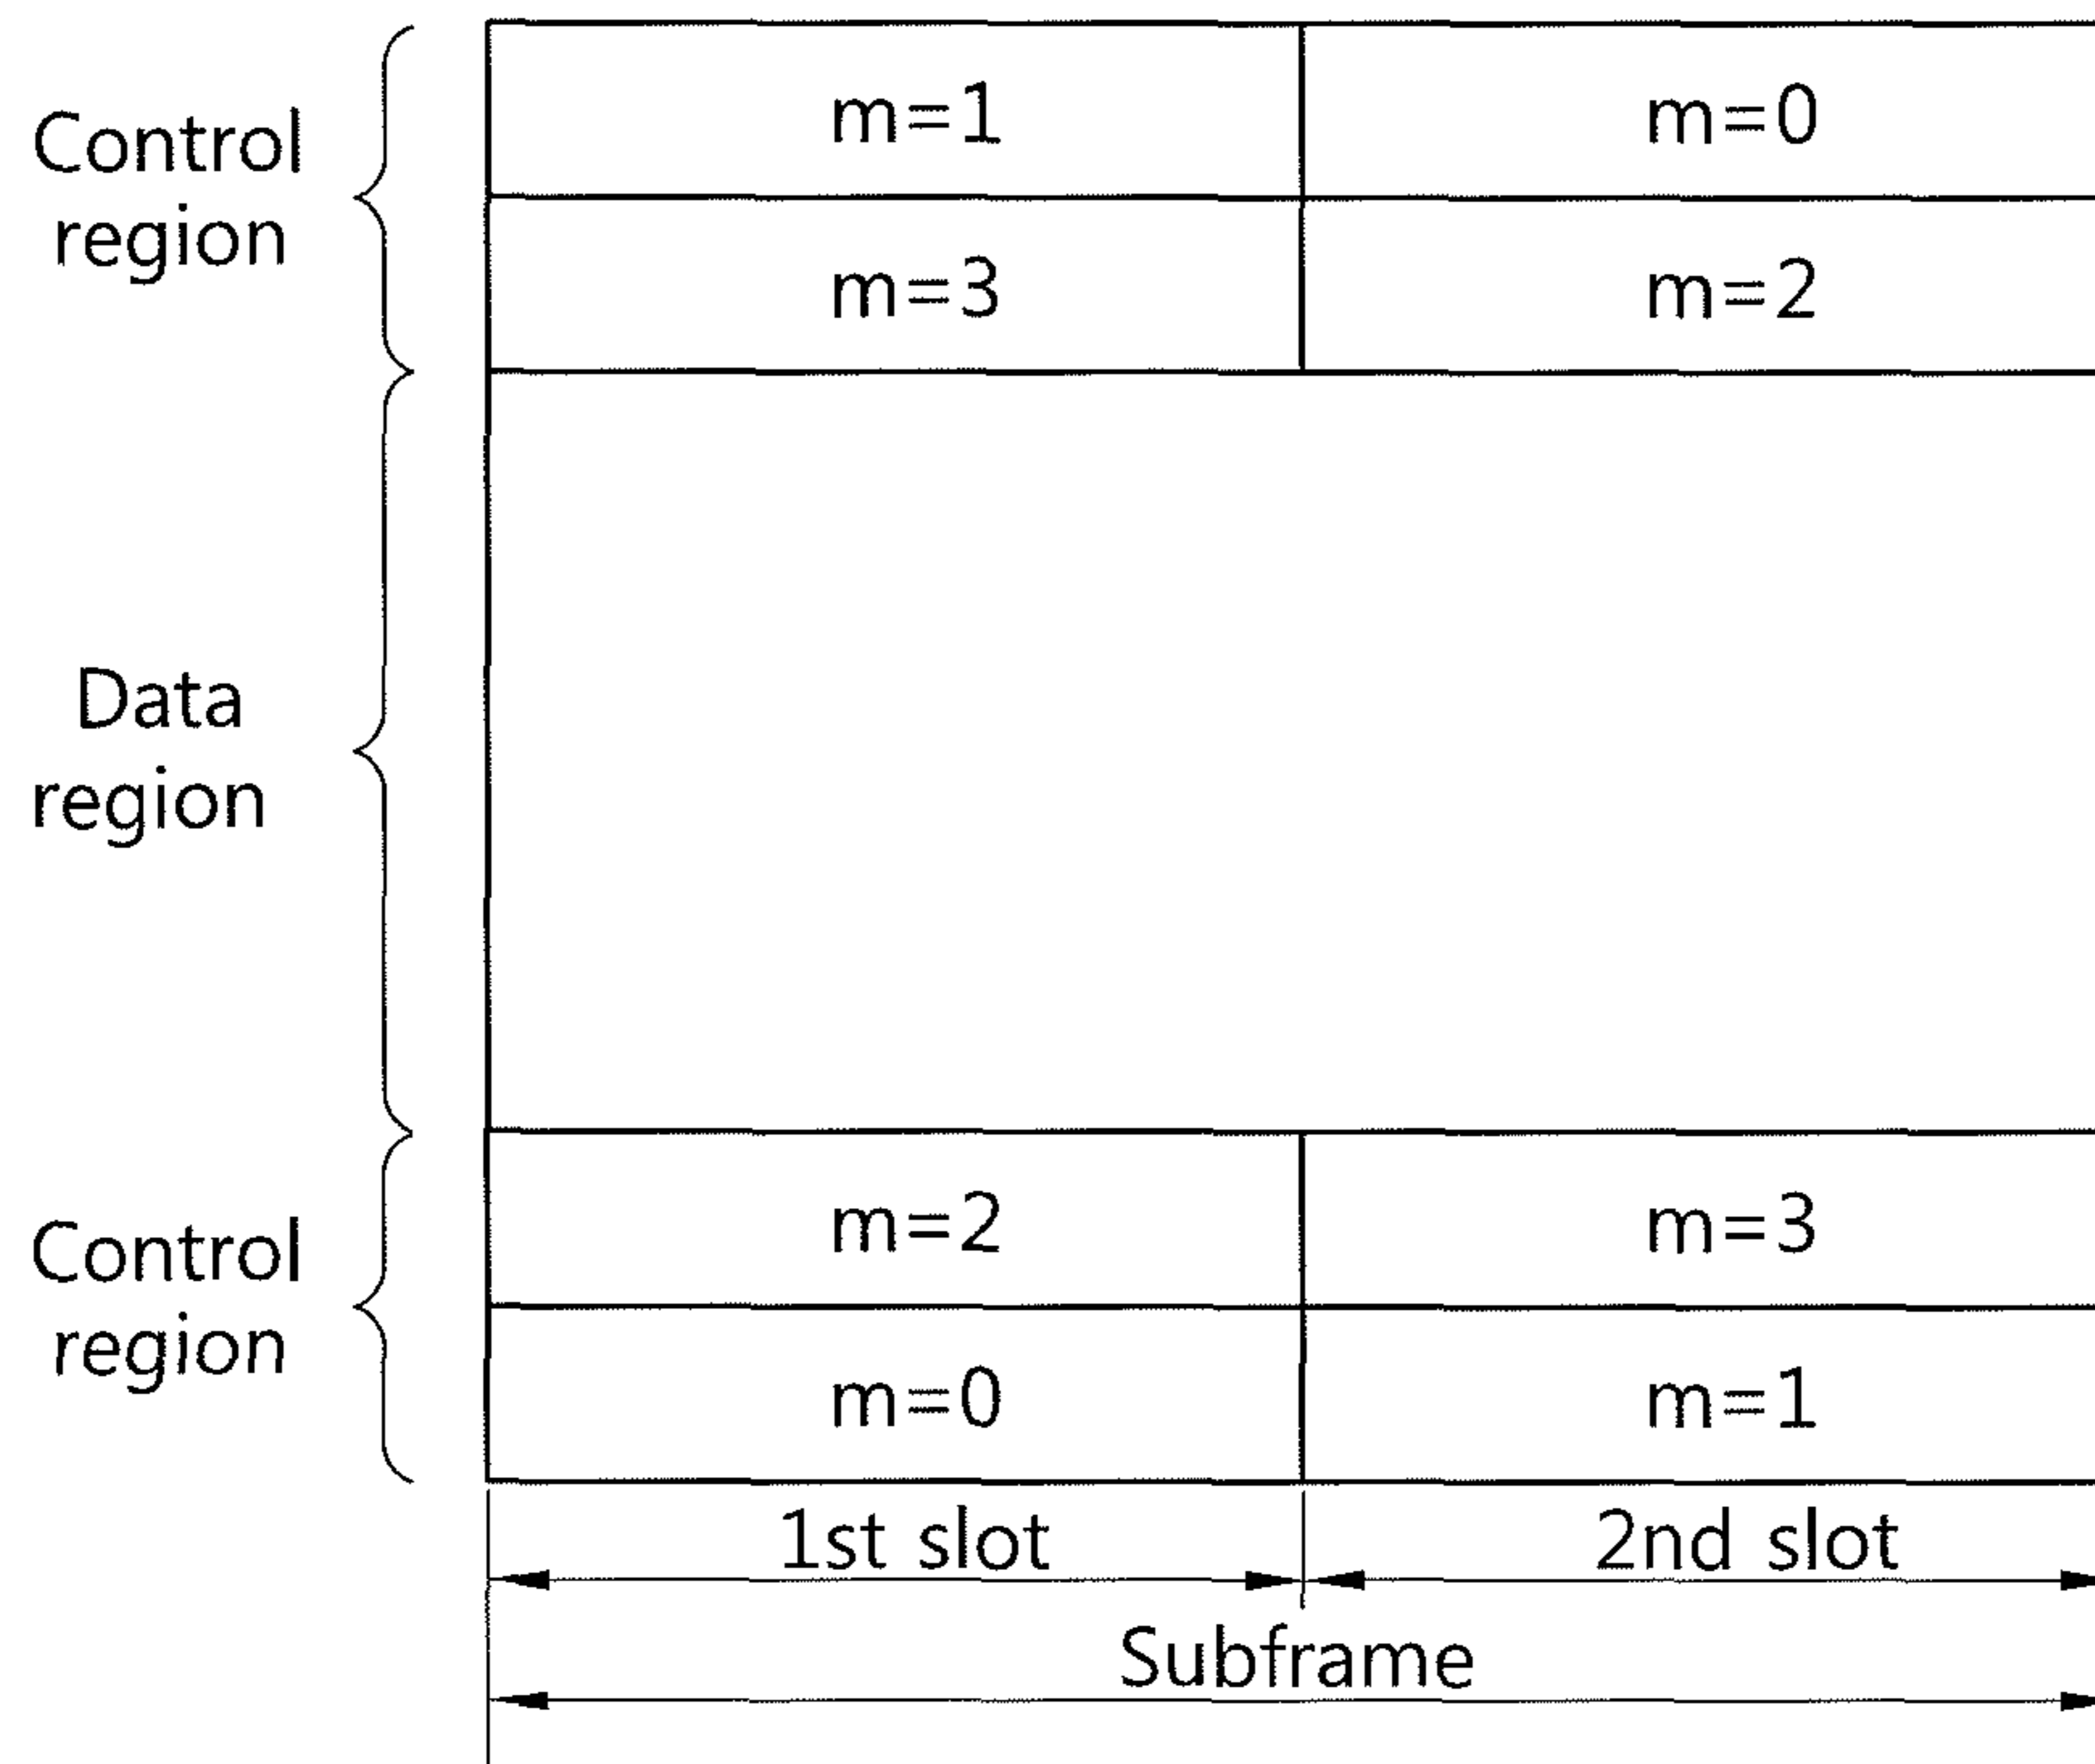 Control
region
m=1
m=0
m=3
m=2
Data
region
Control
region
m=2
m=3
m=0
m=1
1st slot
2nd slot
Subframe